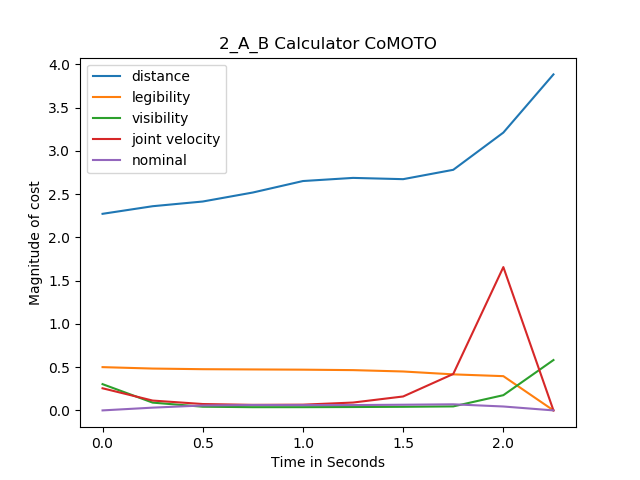 2_A_B Calculator CoMOTO
distance
legibility
visibility
joint velocity
nominal
Magnitude of cost
4.0
3.5
3.0
2.5
2.0
1.5
1.0
0.5
0.0
0.0 0.5 1.0 1.5 2.0
Time in Seconds